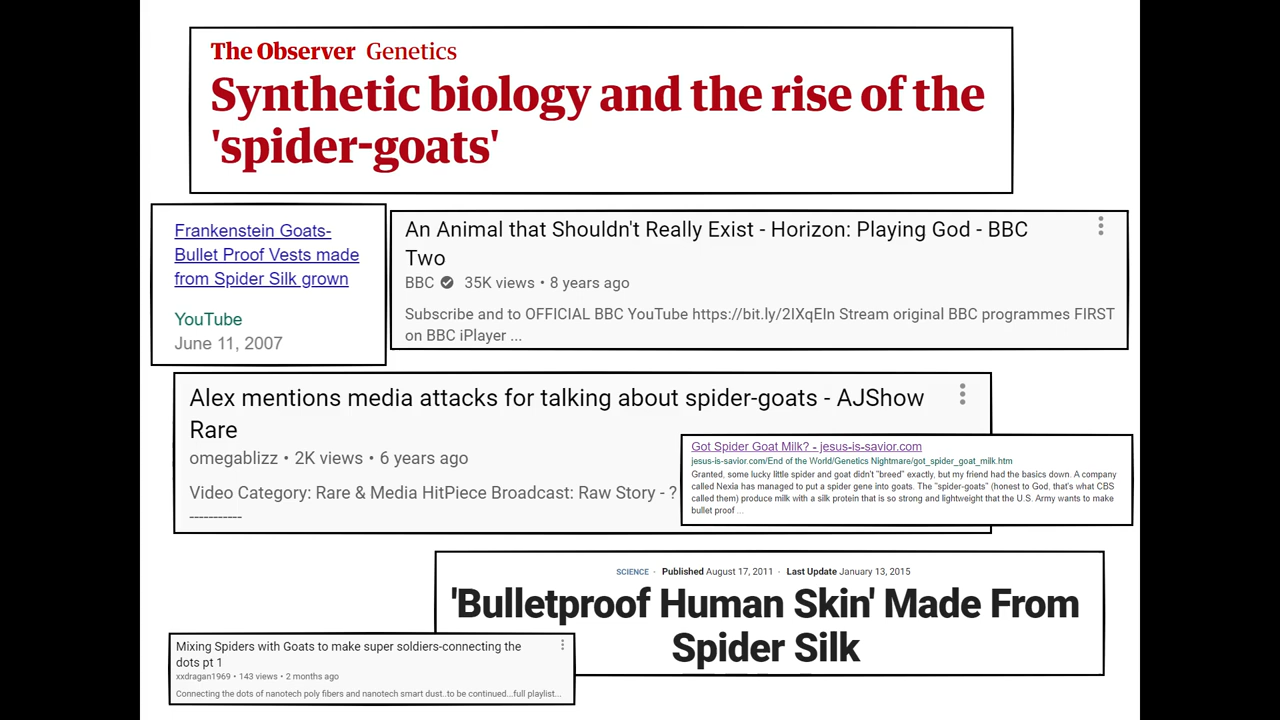 The Observer Genetics
Synthetic biology and the rise of the
'spider-goats'
Frankenstein Goats-
Bullet Proof Vests made
from Spider Silk grown
YouTube
June 11, 2007
An Animal that Shouldn't Really Exist - Horizon: Playing God - BBC
Two
BBC 35K views • 8 years ago
Subscribe and to OFFICIAL BBC YouTube https://bit.ly/2IXqEIn Stream original BBC programmes FIRST
on BBC iPlayer ...
Alex mentions media attacks for talking about spider-goats - AJShow
Rare
omegablizz • 2K views • 6 years ago
Video Category: Rare & Media HitPiece Broadcast: Raw Story - ?
-----------
Got Spider Goat Milk? - jesus-is-savior.com
jesus-is-savior.com/End of the World/Genetics Nightmare/got_spider_goat_milk.htm
Granted, some lucky little spider and goat didn't "breed" exactly, but my friend had the basics down. A company
called Nexia has managed to put a spider gene into goats. The "spider-goats" (honest to God, that's what CBS
called them) produce milk with a silk protein that is so strong and lightweight that the U.S. Army wants to make
bullet proof ...
SCIENCE · Published August 17, 2011 · Last Update January 13, 2015
'Bulletproof Human Skin' Made From
Spider Silk
Mixing Spiders with Goats to make super soldiers-connecting the
dots pt 1
xxdragan1969 • 143 views • 2 months ago
Connecting the dots of nanotech poly fibers and nanotech smart dust..to be continued...full playlist...